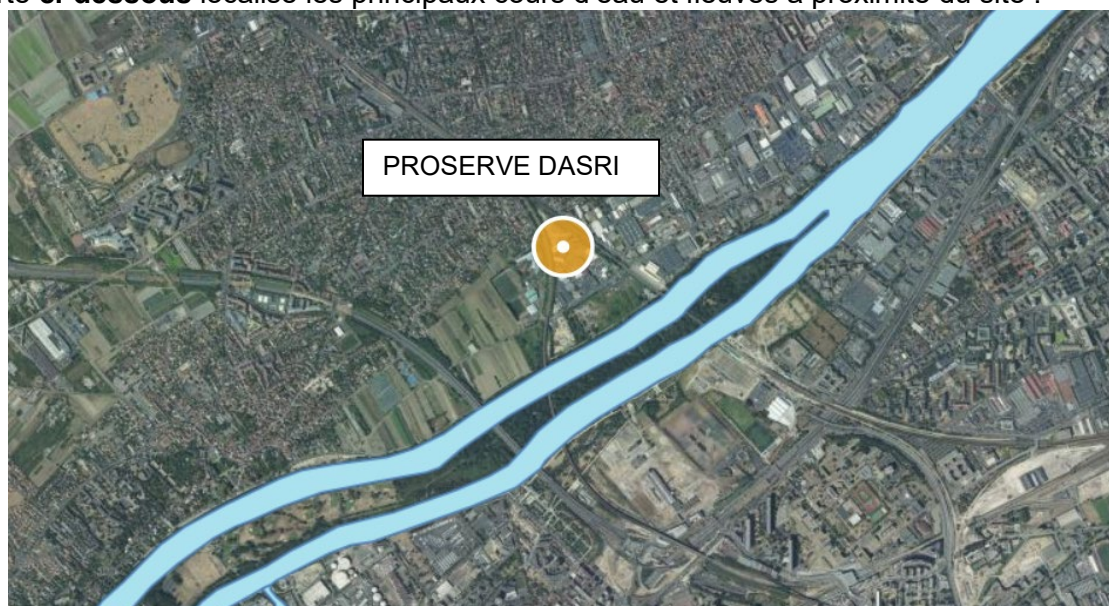 ci-dessous localise les principaux cours d'eau et fleuves à proximité du site :
PROSERVE DASRI